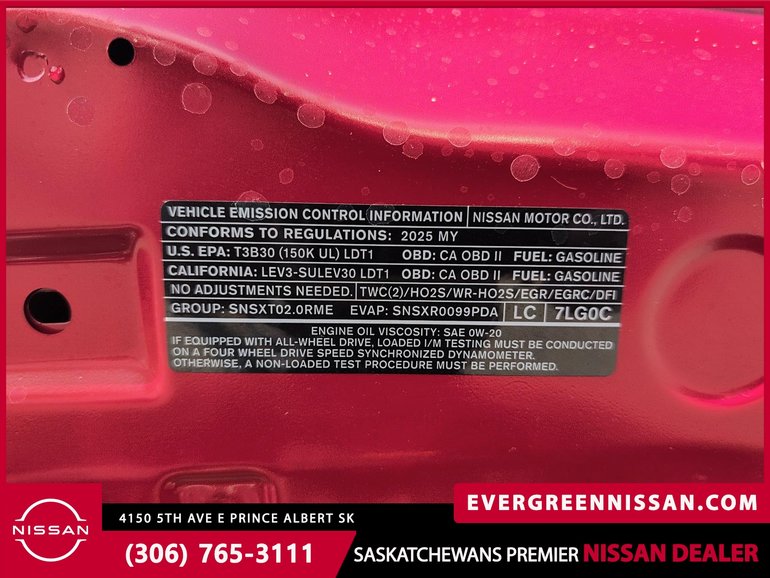 VEHICLE EMISSION CONTROL INFORMATION NISSAN MOTOR CO., LTD.
CONFORMS TO REGULATIONS: 2025 MY
U.S. EPA: T3B30 (150K UL) LDT1 OBD: CA OBD II FUEL: GASOLINE
CALIFORNIA: LEV3-SULEV30 LDT1 OBD: CA OBD II FUEL: GASOLINE
NO ADJUSTMENTS NEEDED. TWC(2)/HO2S/WR-HO2S/EGR/EGRC/DFI
GROUP: SNSXT02.0RME EVAP: SNSXR0099PDA LC 7LG0C
ENGINE OIL VISCOSITY: SAE 0W-20
IF EQUIPPED WITH ALL-WHEEL DRIVE, LOADED I/M TESTING MUST BE CONDUCTED
ON A FOUR WHEEL DRIVE SPEED SYNCHRONIZED DYNAMOMETER.
OTHERWISE, A NON-LOADED TEST PROCEDURE MUST BE PERFORMED.
EVERGREENNISSAN.COM
NISSAN
4150 5TH AVE E PRINCE ALBERT SK
(306) 765-3111
SASKATCHEWANS PREMIER NISSAN DEALER